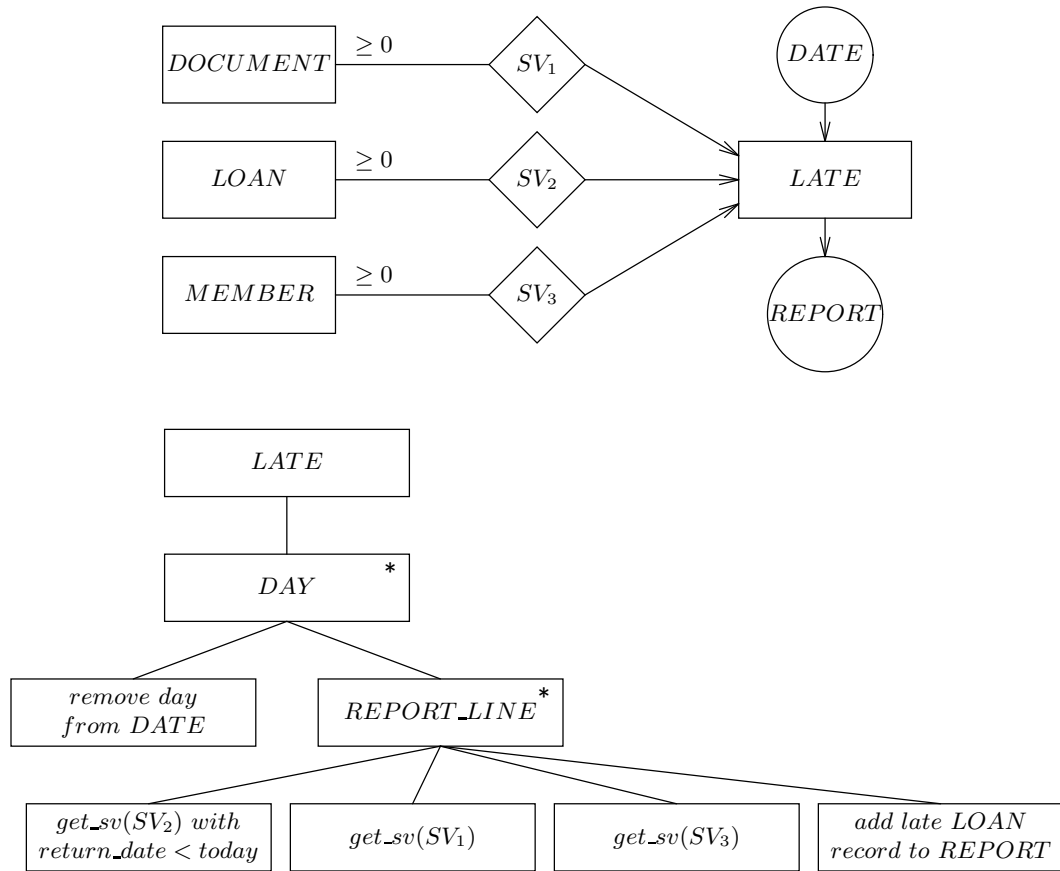 DATE
≥ 0
DOCUMENT
SV₁
≥ 0
LOAN
SV₂
LATE
≥ 0
MEMBER
SV₃
REPORT
LATE
DAY *
remove day
from DATE
REPORT_LINE *
get_sv(SV₂) with
return_date < today
get_sv(SV₁)
get_sv(SV₃)
add late LOAN
record to REPORT